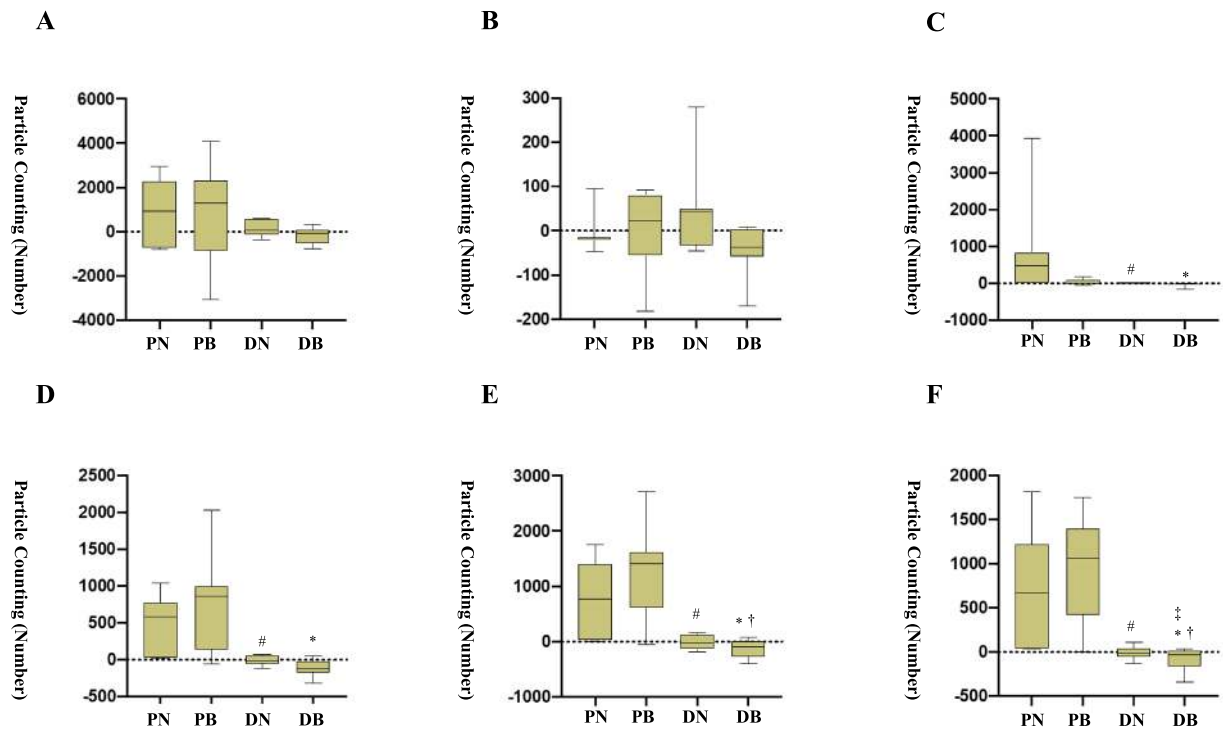 A
Particle Counting (Number)
6000
4000
2000
0
-2000
-4000
PN PB DN DB
B
Particle Counting (Number)
300
200
100
0
-100
-200
PN PB DN DB
C
Particle Counting (Number)
5000
4000
3000
2000
1000
0
-1000
#
*
PN PB DN DB
D
Particle Counting (Number)
2500
2000
1500
1000
500
0
-500
#
*
PN PB DN DB
E
Particle Counting (Number)
3000
2000
1000
0
-1000
#
* †
PN PB DN DB
F
Particle Counting (Number)
2000
1500
1000
500
0
-500
#
‡
* †
PN PB DN DB